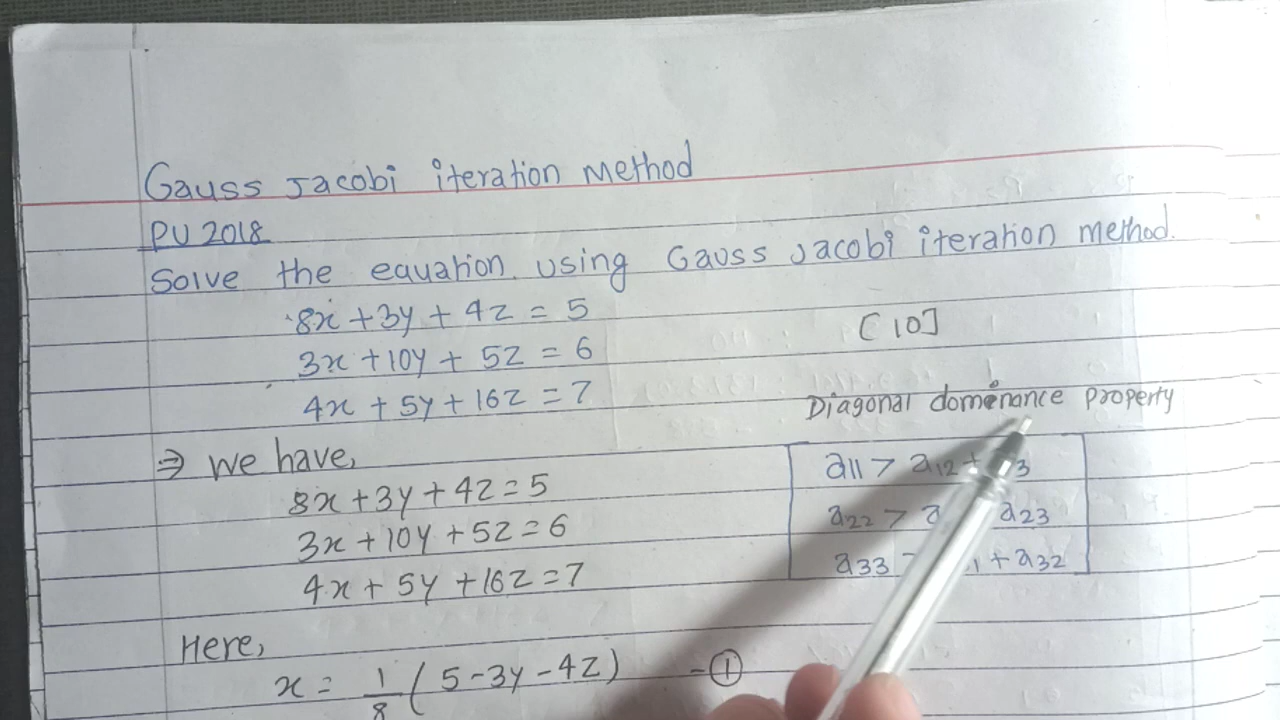 Gauss Jacobi iteration method
PU 2018
Solve the equation using Gauss Jacobi iteration method.
8x + 3y + 4z = 5
[10]
3x + 10y + 5z = 6
4x + 5y + 16z = 7
Diagonal dominance property
⇒ We have,
8x + 3y + 4z = 5
3x + 10y + 5z = 6
4x + 5y + 16z = 7
a11 > a12 +
a22 > a23
a33 + a32
Here,
x = 1/8 ( 5 - 3y - 4z ) - ①